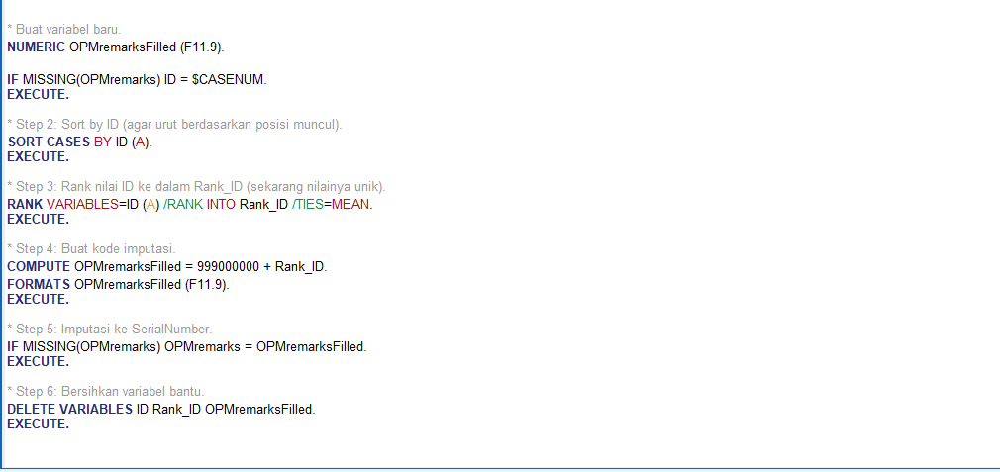 * Buat variabel baru.
NUMERIC OPMremarksFilled (F11.9).
IF MISSING(OPMremarks) ID = $CASENUM.
EXECUTE.
* Step 2: Sort by ID (agar urut berdasarkan posisi muncul).
SORT CASES BY ID (A).
EXECUTE.
* Step 3: Rank nilai ID ke dalam Rank_ID (sekarang nilainya unik).
RANK VARIABLES=ID (A) /RANK INTO Rank_ID /TIES=MEAN.
EXECUTE.
* Step 4: Buat kode imputasi.
COMPUTE OPMremarksFilled = 999000000 + Rank_ID.
FORMATS OPMremarksFilled (F11.9).
EXECUTE.
* Step 5: Imputasi ke SerialNumber.
IF MISSING(OPMremarks) OPMremarks = OPMremarksFilled.
EXECUTE.
* Step 6: Bersihkan variabel bantu.
DELETE VARIABLES ID Rank_ID OPMremarksFilled.
EXECUTE.